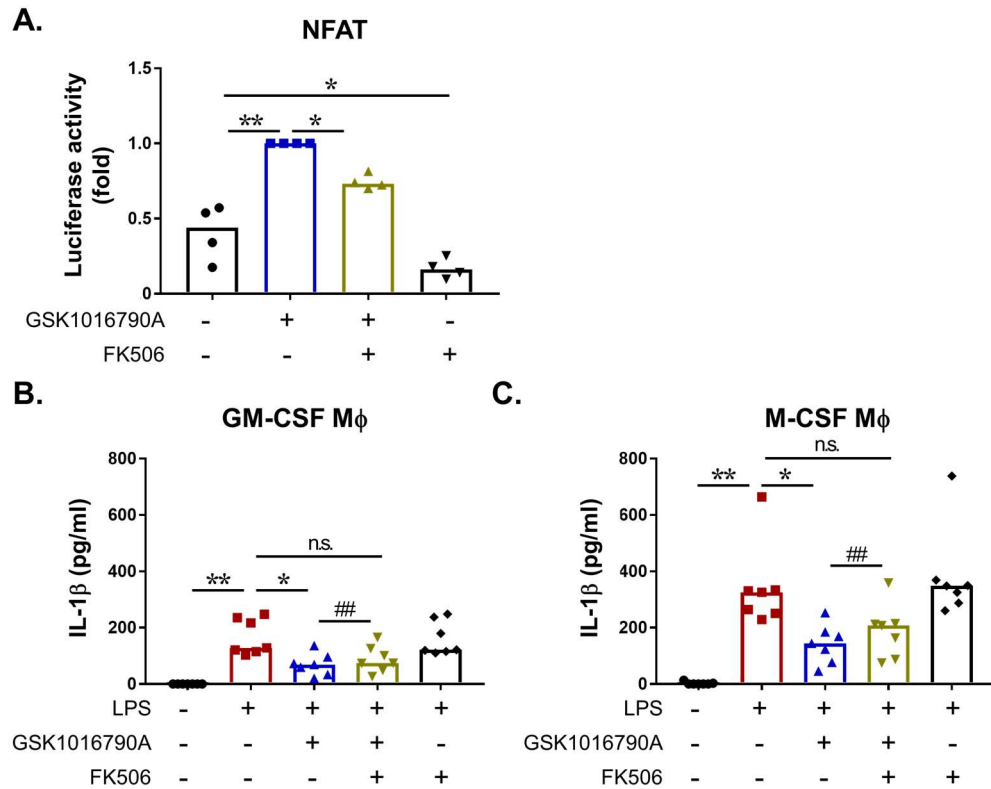 A.
NFAT
Luciferase activity
(fold)
1.5
1.0
0.5
0
*
** *
GSK1016790A - + + -
FK506 - - + +
B.
GM-CSF Mϕ
IL-1β (pg/ml)
800
600
400
200
0
n.s.
** *
##
LPS - + + + +
GSK1016790A - - + + -
FK506 - - - + +
C.
M-CSF Mϕ
IL-1β (pg/ml)
800
600
400
200
0
n.s.
** *
##
LPS - + + + +
GSK1016790A - - + + -
FK506 - - - + +